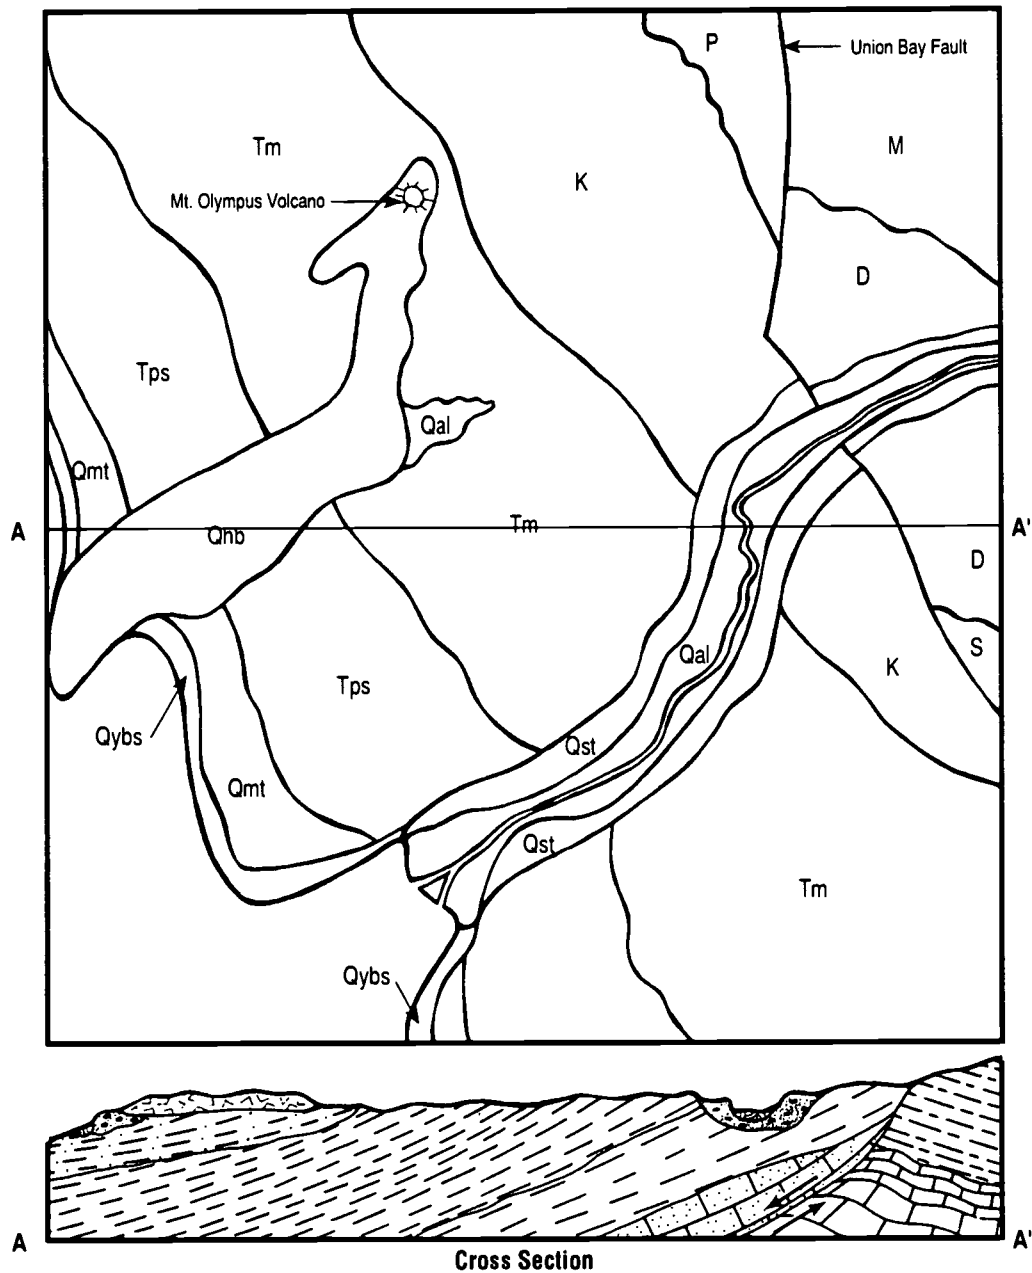 P
Union Bay Fault
Tm
M
K
Mt. Olympus Volcano
D
Tps
Qal
Qmt
A
Qhb
Tm
A'
D
S
Qal
K
Tps
Qybs
Qst
Qmt
Qst
Tm
Qybs
A
A'
Cross Section